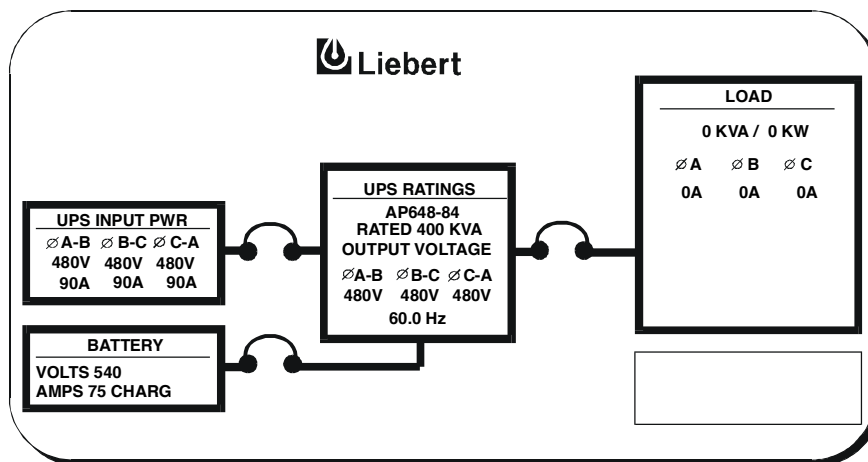 Liebert
UPS INPUT PWR
∅ A-B ∅ B-C ∅ C-A
480V 480V 480V
90A 90A 90A
BATTERY
VOLTS 540
AMPS 75 CHARG
UPS RATINGS
AP648-84
RATED 400 KVA
OUTPUT VOLTAGE
∅ A-B ∅ B-C ∅ C-A
480V 480V 480V
60.0 Hz
LOAD
0 KVA / 0 KW
∅ A ∅ B ∅ C
0A 0A 0A